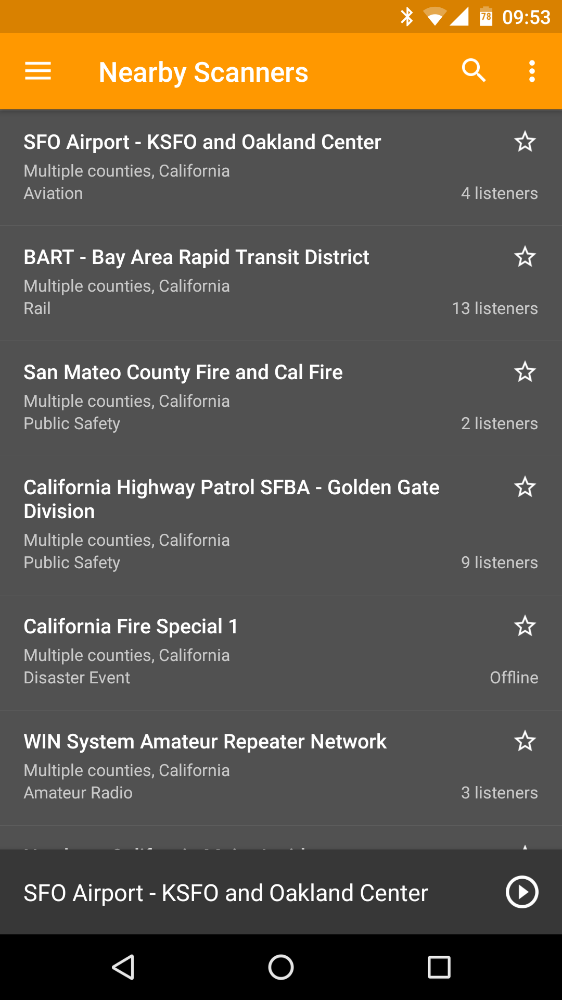 78 09:53
Nearby Scanners
SFO Airport - KSFO and Oakland Center
Multiple counties, California
Aviation 4 listeners
BART - Bay Area Rapid Transit District
Multiple counties, California
Rail 13 listeners
San Mateo County Fire and Cal Fire
Multiple counties, California
Public Safety 2 listeners
California Highway Patrol SFBA - Golden Gate
Division
Multiple counties, California
Public Safety 9 listeners
California Fire Special 1
Multiple counties, California
Disaster Event Offline
WIN System Amateur Repeater Network
Multiple counties, California
Amateur Radio 3 listeners
SFO Airport - KSFO and Oakland Center